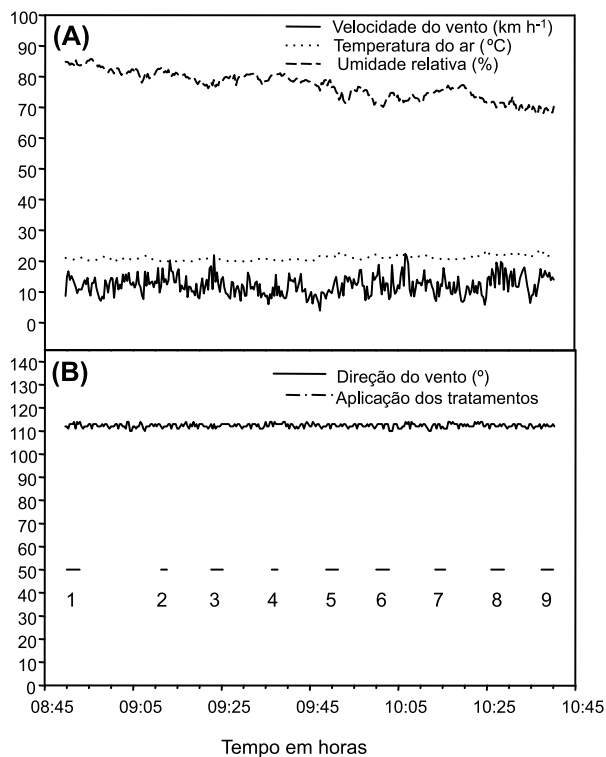 (A)
Velocidade do vento (km h⁻¹)
Temperatura do ar (ºC)
Umidade relativa (%)
100
90
80
70
60
50
40
30
20
10
0
(B)
Direção do vento (º)
Aplicação dos tratamentos
140
130
120
110
100
90
80
70
60
50
40
30
20
10
0
1 2 3 4 5 6 7 8 9
08:45 09:05 09:25 09:45 10:05 10:25 10:45
Tempo em horas